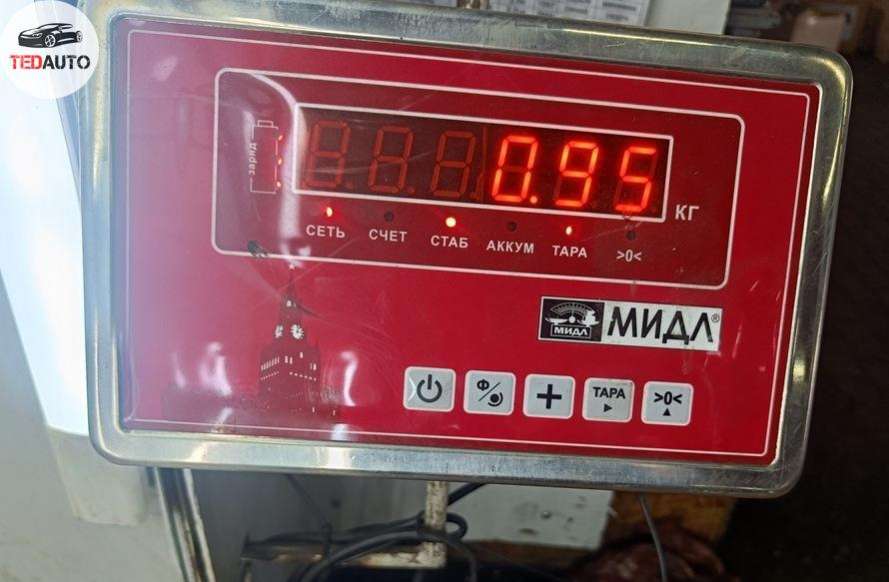 TEDAUTO
заряд
0.95
КГ
СЕТЬ СЧЕТ СТАБ АККУМ ТАРА >0<
МИДЛ МИДЛ®
Ф
ТАРА >0<